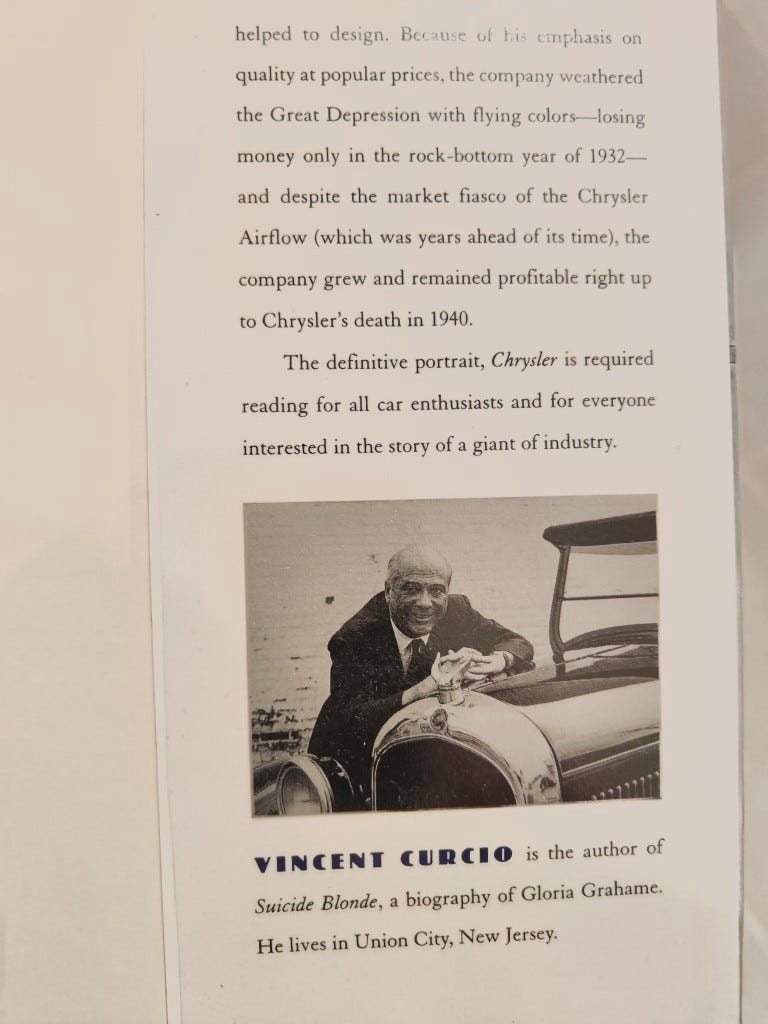 helped to design. Because of his emphasis on
quality at popular prices, the company weathered
the Great Depression with flying colors—losing
money only in the rock-bottom year of 1932—
and despite the market fiasco of the Chrysler
Airflow (which was years ahead of its time), the
company grew and remained profitable right up
to Chrysler's death in 1940.
The definitive portrait, Chrysler is required
reading for all car enthusiasts and for everyone
interested in the story of a giant of industry.
VINCENT CURCIO is the author of
Suicide Blonde, a biography of Gloria Grahame.
He lives in Union City, New Jersey.